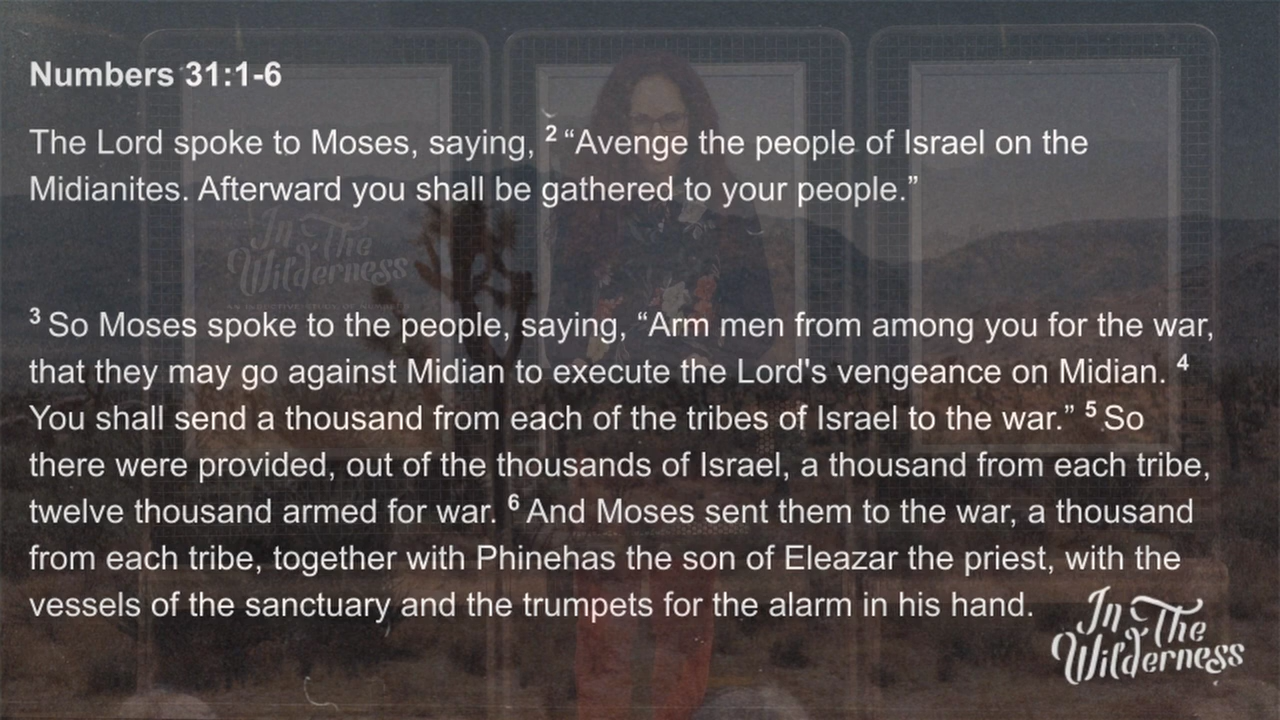 Numbers 31:1-6
The Lord spoke to Moses, saying, 2 “Avenge the people of Israel on the
Midianites. Afterward you shall be gathered to your people.”
In The
Wilderness
3 So Moses spoke to the people, saying, “Arm men from among you for the war,
that they may go against Midian to execute the Lord's vengeance on Midian. 4
You shall send a thousand from each of the tribes of Israel to the war.” 5 So
there were provided, out of the thousands of Israel, a thousand from each tribe,
twelve thousand armed for war. 6 And Moses sent them to the war, a thousand
from each tribe, together with Phinehas the son of Eleazar the priest, with the
vessels of the sanctuary and the trumpets for the alarm in his hand.
In The
Wilderness